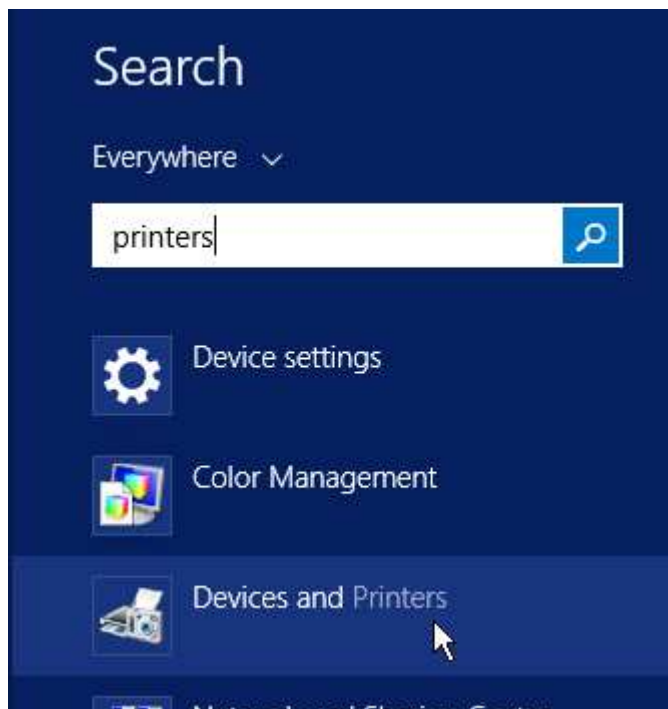 Search
Everywhere
printers
Device settings
Color Management
Devices and Printers